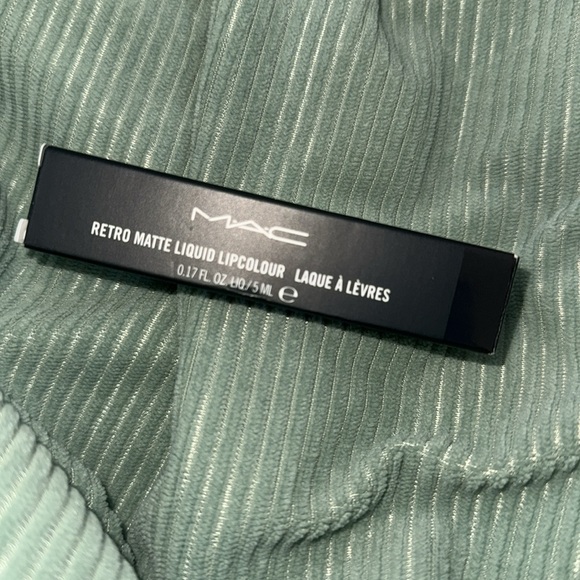 MAC
RETRO MATTE LIQUID LIPCOLOUR LAQUE À LÈVRES
0.17 FL OZ LIQ/5 ML e